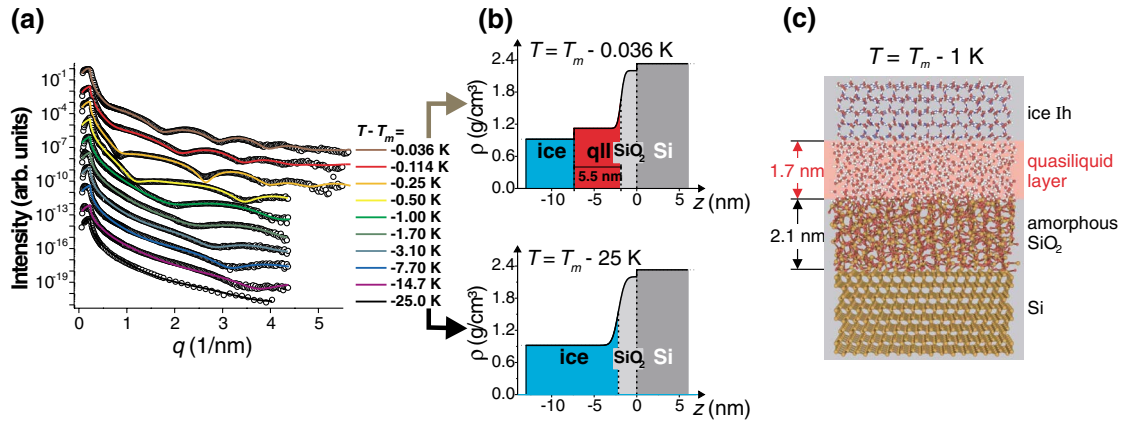 (a)
Intensity (arb. units)
10⁻¹
10⁻⁴
10⁻⁷
10⁻¹⁰
10⁻¹³
10⁻¹⁶
10⁻¹⁹
0 1 2 3 4 5
q (1/nm)
T - Tₘ=
-0.036 K
-0.114 K
-0.25 K
-0.50 K
-1.00 K
-1.70 K
-3.10 K
-7.70 K
-14.7 K
-25.0 K
(b)
T = Tₘ - 0.036 K
ρ (g/cm³)
2.4
1.8
1.2
0.6
0.0
ice qll SiO₂ Si
5.5 nm
-10 -5 0 5
z (nm)
T = Tₘ - 25 K
ρ (g/cm³)
2.4
1.8
1.2
0.6
0.0
ice SiO₂ Si
-10 -5 0 5
z (nm)
(c)
T = Tₘ - 1 K
ice Ih
1.7 nm
quasiliquid
layer
2.1 nm
amorphous
SiO₂
Si